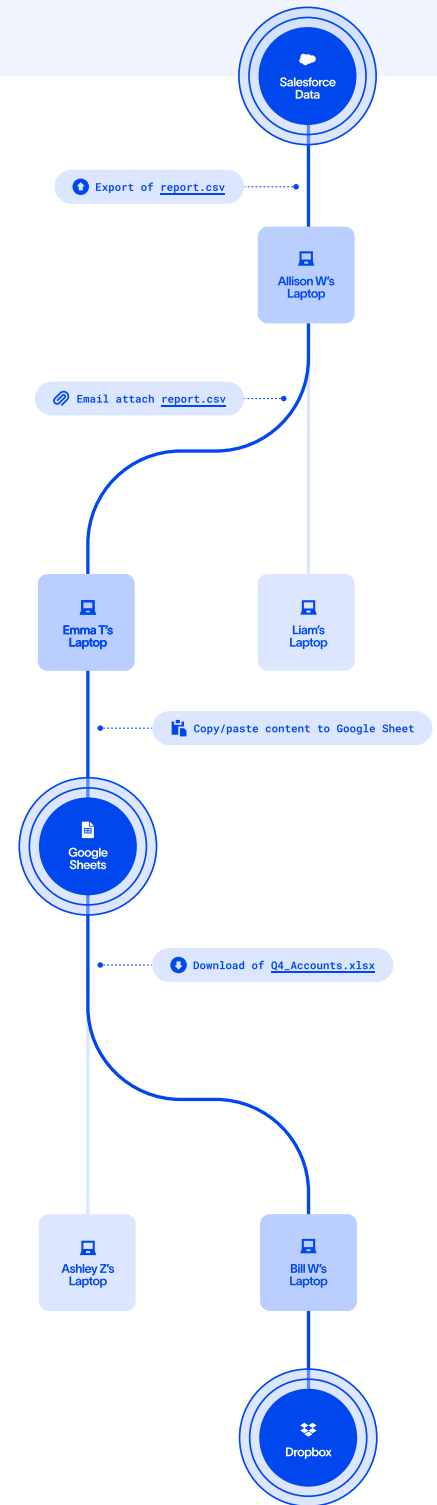 Salesforce
Data
Export of report.csv
Allison W's
Laptop
Email attach report.csv
Emma T's
Laptop
Liam's
Laptop
Copy/paste content to Google Sheet
Google
Sheets
Download of Q4_Accounts.xlsx
Ashley Z's
Laptop
Bill W's
Laptop
Dropbox